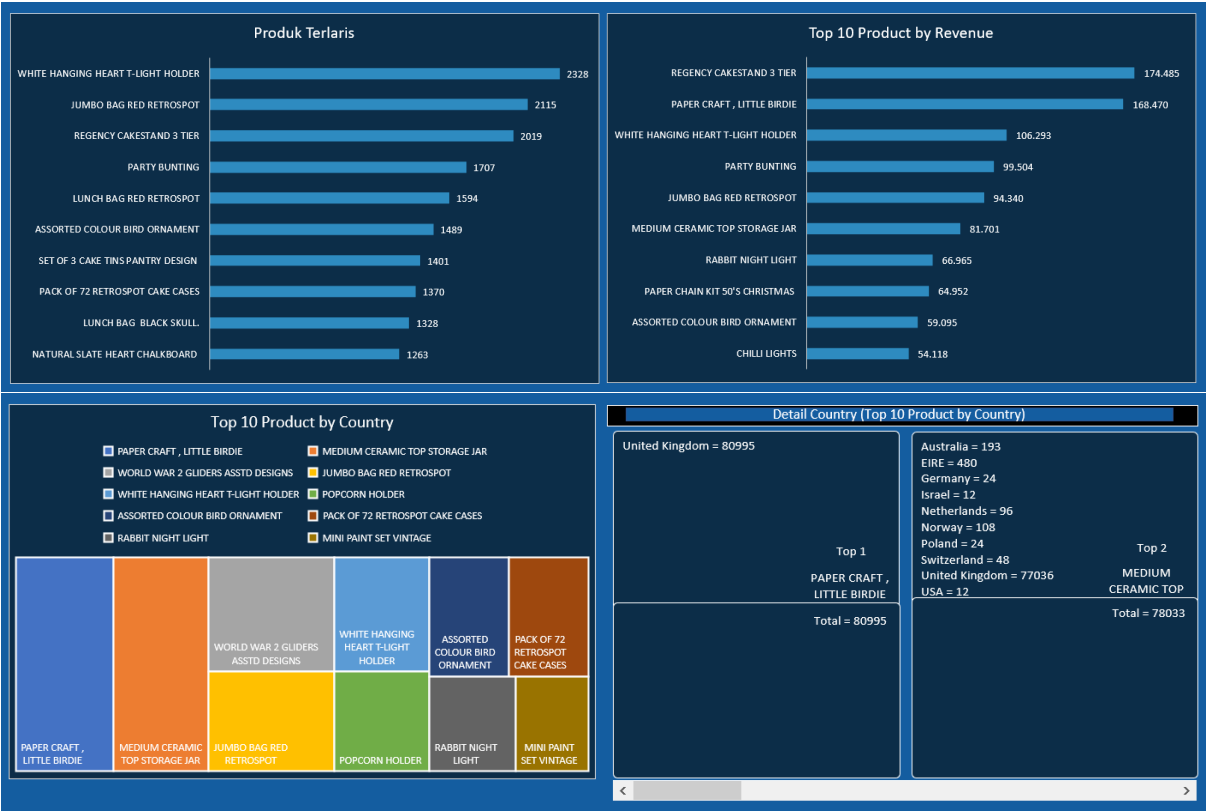 Produk Terlaris
WHITE HANGING HEART T-LIGHT HOLDER 2328
JUMBO BAG RED RETROSPOT 2115
REGENCY CAKESTAND 3 TIER 2019
PARTY BUNTING 1707
LUNCH BAG RED RETROSPOT 1594
ASSORTED COLOUR BIRD ORNAMENT 1489
SET OF 3 CAKE TINS PANTRY DESIGN 1401
PACK OF 72 RETROSPOT CAKE CASES 1370
LUNCH BAG  BLACK SKULL. 1328
NATURAL SLATE HEART CHALKBOARD 1263
Top 10 Product by Revenue
REGENCY CAKESTAND 3 TIER 174.485
PAPER CRAFT , LITTLE BIRDIE 168.470
WHITE HANGING HEART T-LIGHT HOLDER 106.293
PARTY BUNTING 99.504
JUMBO BAG RED RETROSPOT 94.340
MEDIUM CERAMIC TOP STORAGE JAR 81.701
RABBIT NIGHT LIGHT 66.965
PAPER CHAIN KIT 50'S CHRISTMAS 64.952
ASSORTED COLOUR BIRD ORNAMENT 59.095
CHILLI LIGHTS 54.118
Top 10 Product by Country
PAPER CRAFT , LITTLE BIRDIE
MEDIUM CERAMIC TOP STORAGE JAR
WORLD WAR 2 GLIDERS ASSTD DESIGNS
JUMBO BAG RED RETROSPOT
WHITE HANGING HEART T-LIGHT HOLDER
POPCORN HOLDER
ASSORTED COLOUR BIRD ORNAMENT
PACK OF 72 RETROSPOT CAKE CASES
RABBIT NIGHT LIGHT
MINI PAINT SET VINTAGE
PAPER CRAFT ,
LITTLE BIRDIE
MEDIUM CERAMIC
TOP STORAGE JAR
WORLD WAR 2 GLIDERS
ASSTD DESIGNS
JUMBO BAG RED
RETROSPOT
WHITE HANGING
HEART T-LIGHT
HOLDER
POPCORN HOLDER
ASSORTED
COLOUR BIRD
ORNAMENT
PACK OF 72
RETROSPOT
CAKE CASES
RABBIT NIGHT
LIGHT
MINI PAINT
SET VINTAGE
Detail Country (Top 10 Product by Country)
United Kingdom = 80995
Top 1
PAPER CRAFT ,
LITTLE BIRDIE
Total = 80995
Australia = 193
EIRE = 480
Germany = 24
Israel = 12
Netherlands = 96
Norway = 108
Poland = 24
Switzerland = 48
United Kingdom = 77036
USA = 12
Top 2
MEDIUM
CERAMIC TOP
Total = 78033